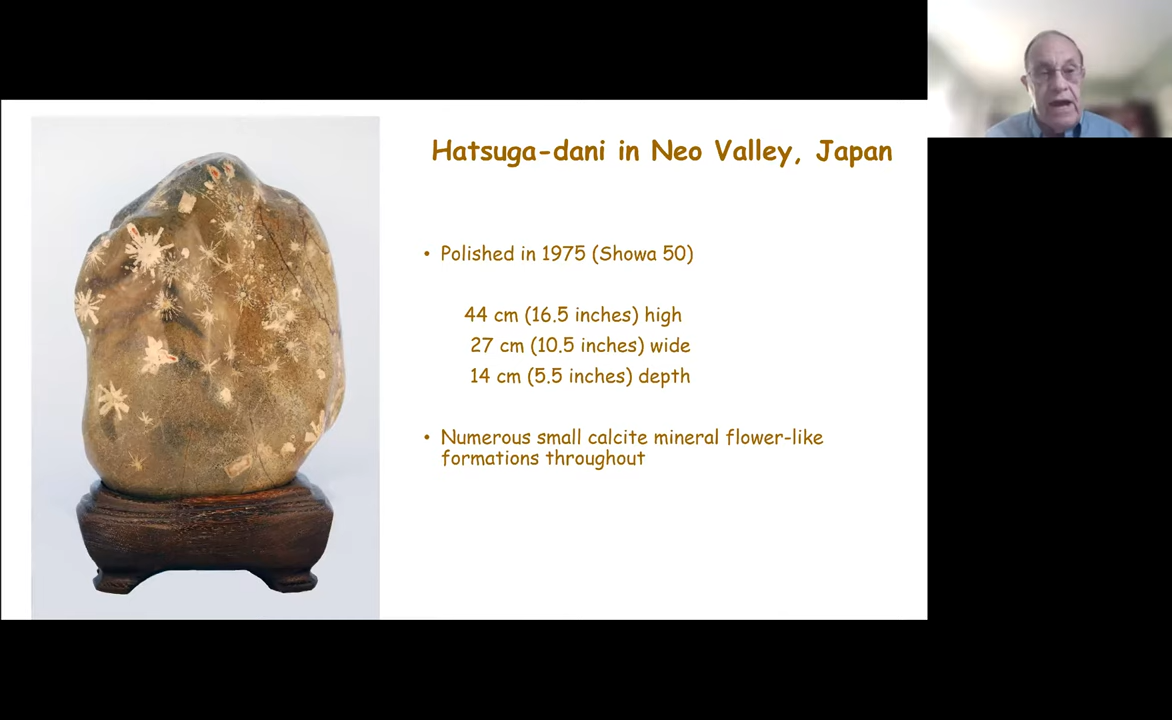 Hatsuga-dani in Neo Valley, Japan
• Polished in 1975 (Showa 50)
44 cm (16.5 inches) high
27 cm (10.5 inches) wide
14 cm (5.5 inches) depth
• Numerous small calcite mineral flower-like
formations throughout